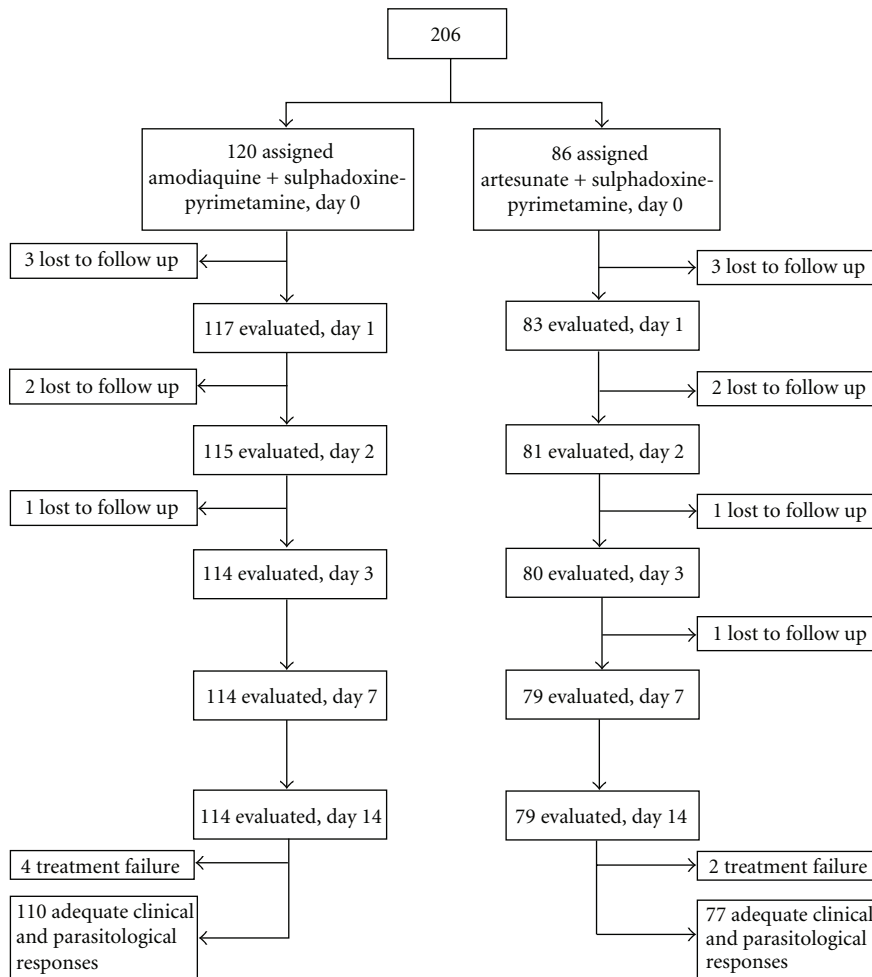 206
120 assigned
amodiaquine + sulphadoxine-
pyrimetamine, day 0
86 assigned
artesunate + sulphadoxine-
pyrimetamine, day 0
3 lost to follow up
3 lost to follow up
117 evaluated, day 1
83 evaluated, day 1
2 lost to follow up
2 lost to follow up
115 evaluated, day 2
81 evaluated, day 2
1 lost to follow up
1 lost to follow up
114 evaluated, day 3
80 evaluated, day 3
1 lost to follow up
114 evaluated, day 7
79 evaluated, day 7
114 evaluated, day 14
79 evaluated, day 14
4 treatment failure
2 treatment failure
110 adequate clinical
and parasitological
responses
77 adequate clinical
and parasitological
responses